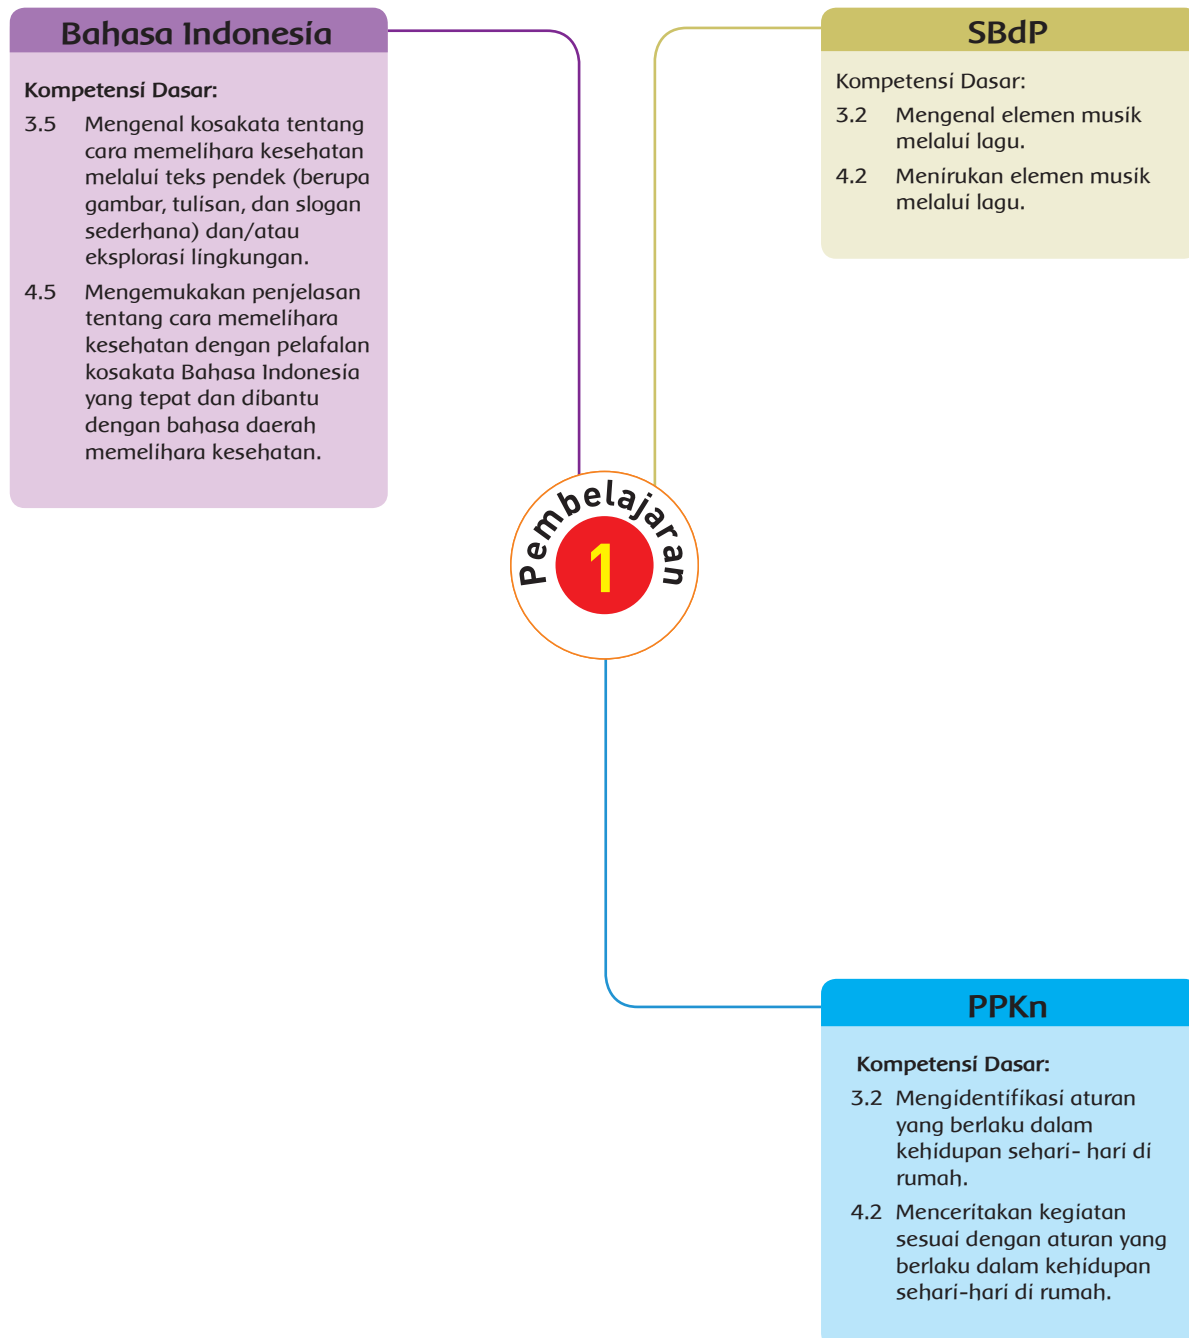 Bahasa Indonesia
Kompetensi Dasar:
3.5 Mengenal kosakata tentang
cara memelihara kesehatan
melalui teks pendek (berupa
gambar, tulisan, dan slogan
sederhana) dan/atau
eksplorasi lingkungan.
4.5 Mengemukakan penjelasan
tentang cara memelihara
kesehatan dengan pelafalan
kosakata Bahasa Indonesia
yang tepat dan dibantu
dengan bahasa daerah
memelihara kesehatan.
SBdP
Kompetensi Dasar:
3.2 Mengenal elemen musik
melalui lagu.
4.2 Menirukan elemen musik
melalui lagu.
Pembelajaran
1
PPKn
Kompetensi Dasar:
3.2 Mengidentifikasi aturan
yang berlaku dalam
kehidupan sehari- hari di
rumah.
4.2 Menceritakan kegiatan
sesuai dengan aturan yang
berlaku dalam kehidupan
sehari-hari di rumah.